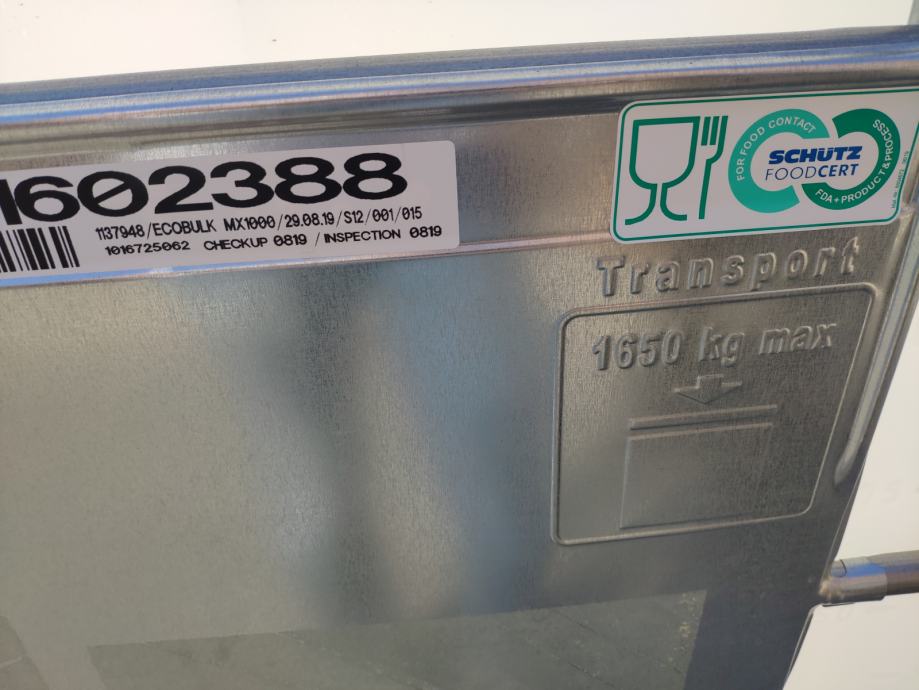 1602388
1137948/ECOBULK MX1000/29.08.19/S12/001/015
1016725062 CHECKUP 0819 / INSPECTION 0819
FOR FOOD CONTACT
SCHÜTZ
FOODCERT
FDA+PRODUCT&PROCESS
Transport
1650 kg max